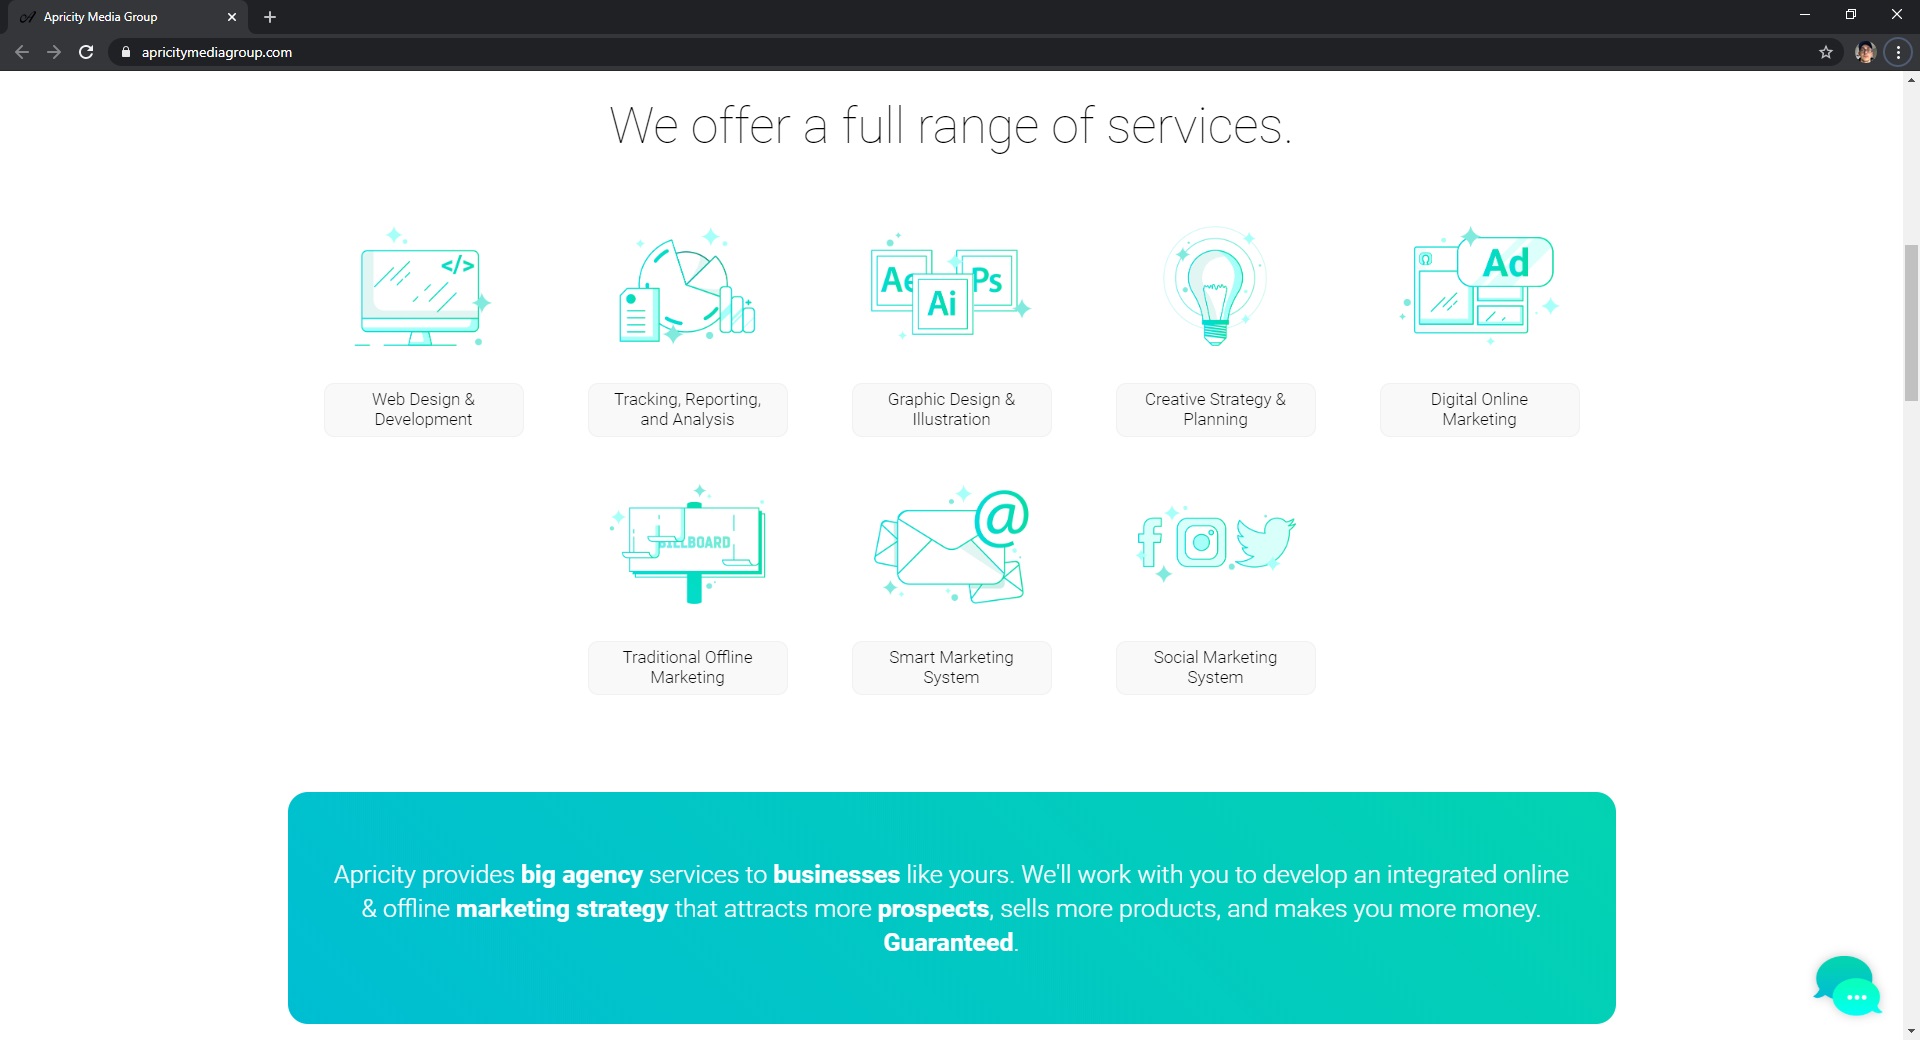 Apricity Media Group
apricitymediagroup.com
We offer a full range of services.
</>
Ae
Ai
Ps
Ad
Web Design &
Development
Tracking, Reporting,
and Analysis
Graphic Design &
Illustration
Creative Strategy &
Planning
Digital Online
Marketing
BILLBOARD
@
Traditional Offline
Marketing
Smart Marketing
System
Social Marketing
System
Apricity provides big agency services to businesses like yours. We'll work with you to develop an integrated online
& offline marketing strategy that attracts more prospects, sells more products, and makes you more money.
Guaranteed.